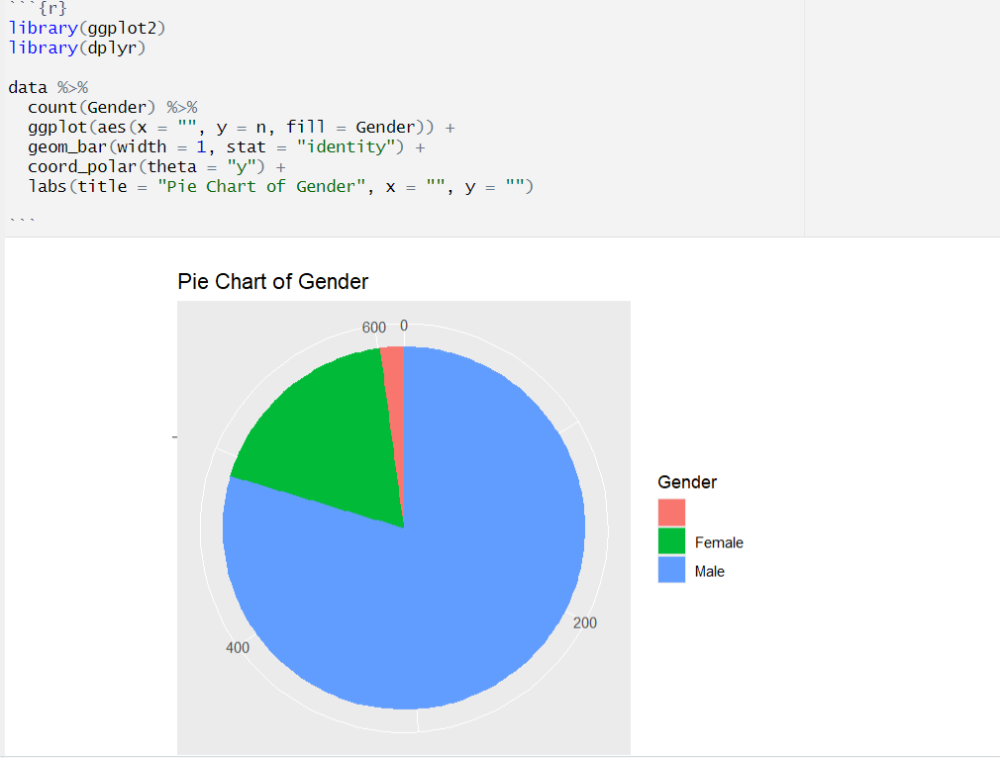 ```{r}
library(ggplot2)
library(dplyr)
data %>%
  count(Gender) %>%
  ggplot(aes(x = "", y = n, fill = Gender)) +
  geom_bar(width = 1, stat = "identity") +
  coord_polar(theta = "y") +
  labs(title = "Pie Chart of Gender", x = "", y = "")
```
Pie Chart of Gender
600 0
Gender
Female
Male
200
400